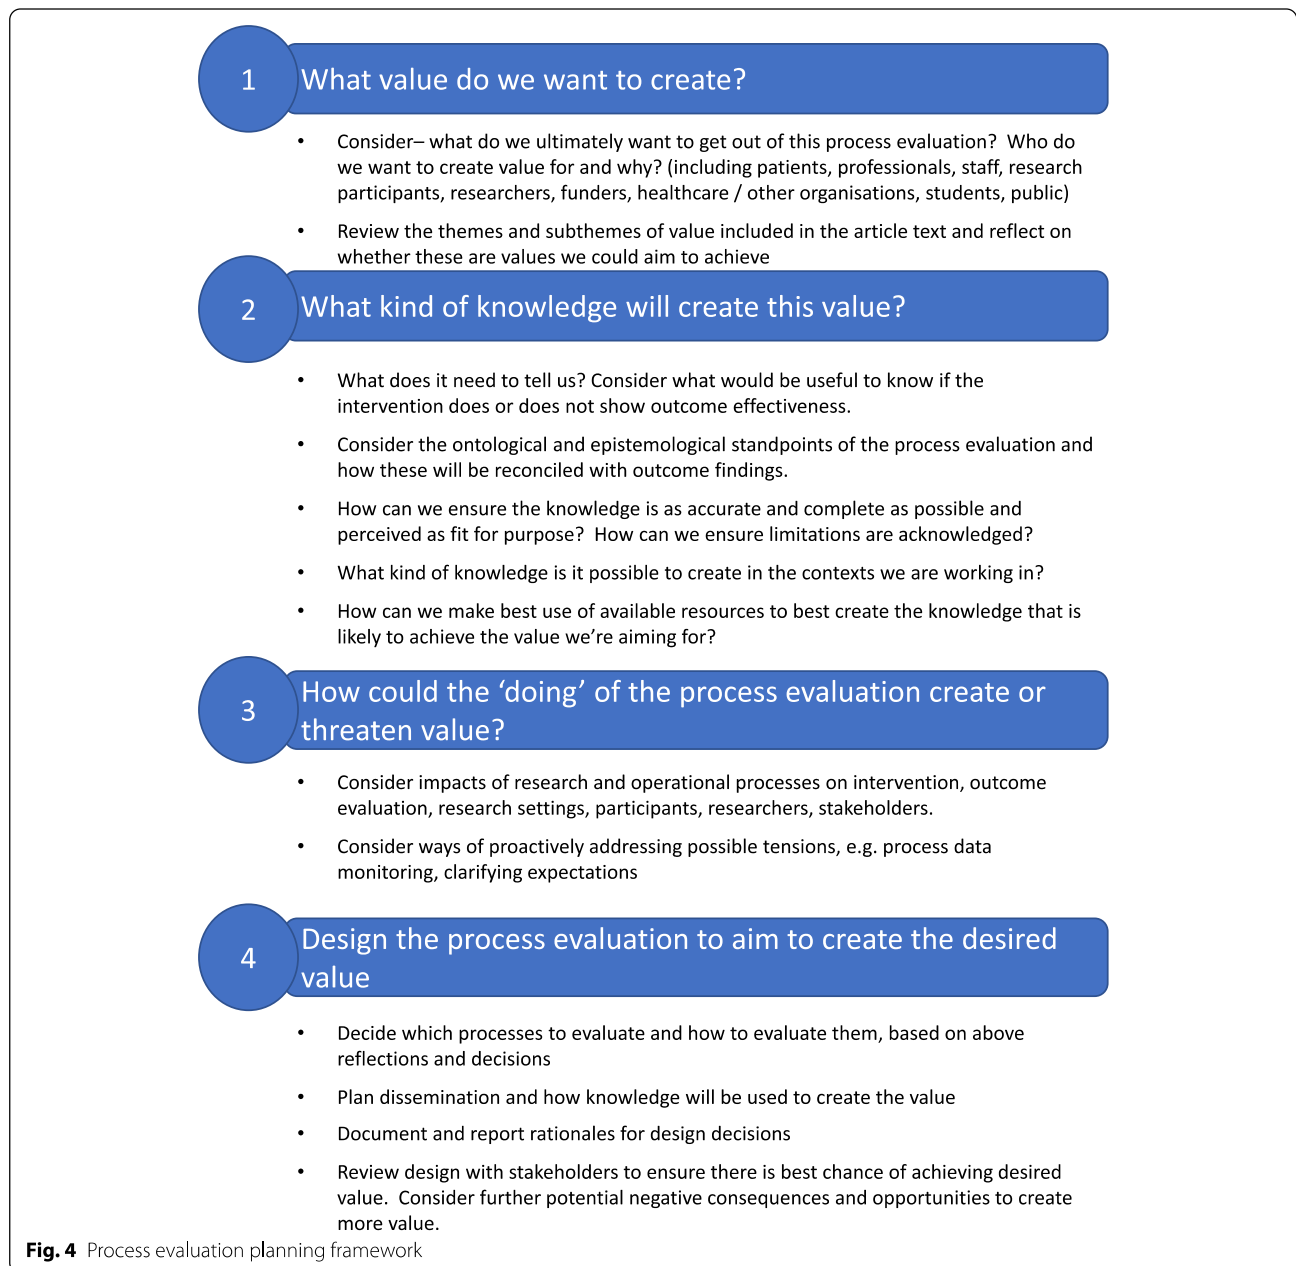 1
What value do we want to create?
• Consider– what do we ultimately want to get out of this process evaluation?  Who do
we want to create value for and why? (including patients, professionals, staff, research
participants, researchers, funders, healthcare / other organisations, students, public)
• Review the themes and subthemes of value included in the article text and reflect on
whether these are values we could aim to achieve
2
What kind of knowledge will create this value?
• What does it need to tell us? Consider what would be useful to know if the
intervention does or does not show outcome effectiveness.
• Consider the ontological and epistemological standpoints of the process evaluation and
how these will be reconciled with outcome findings.
• How can we ensure the knowledge is as accurate and complete as possible and
perceived as fit for purpose?  How can we ensure limitations are acknowledged?
• What kind of knowledge is it possible to create in the contexts we are working in?
• How can we make best use of available resources to best create the knowledge that is
likely to achieve the value we’re aiming for?
3
How could the ‘doing’ of the process evaluation create or
threaten value?
• Consider impacts of research and operational processes on intervention, outcome
evaluation, research settings, participants, researchers, stakeholders.
• Consider ways of proactively addressing possible tensions, e.g. process data
monitoring, clarifying expectations
4
Design the process evaluation to aim to create the desired
value
• Decide which processes to evaluate and how to evaluate them, based on above
reflections and decisions
• Plan dissemination and how knowledge will be used to create the value
• Document and report rationales for design decisions
• Review design with stakeholders to ensure there is best chance of achieving desired
value.  Consider further potential negative consequences and opportunities to create
more value.
Fig. 4  Process evaluation planning framework